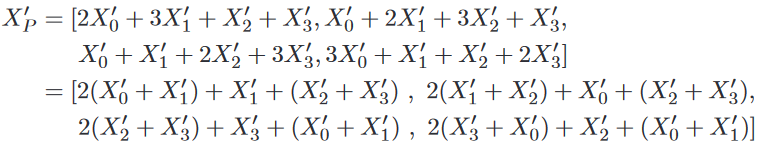 X′_P = [2X′_0 + 3X′_1 + X′_2 + X′_3, X′_0 + 2X′_1 + 3X′_2 + X′_3,
X′_0 + X′_1 + 2X′_2 + 3X′_3, 3X′_0 + X′_1 + X′_2 + 2X′_3]
= [2(X′_0 + X′_1) + X′_1 + (X′_2 + X′_3) , 2(X′_1 + X′_2) + X′_0 + (X′_2 + X′_3),
2(X′_2 + X′_3) + X′_3 + (X′_0 + X′_1) , 2(X′_3 + X′_0) + X′_2 + (X′_0 + X′_1)]